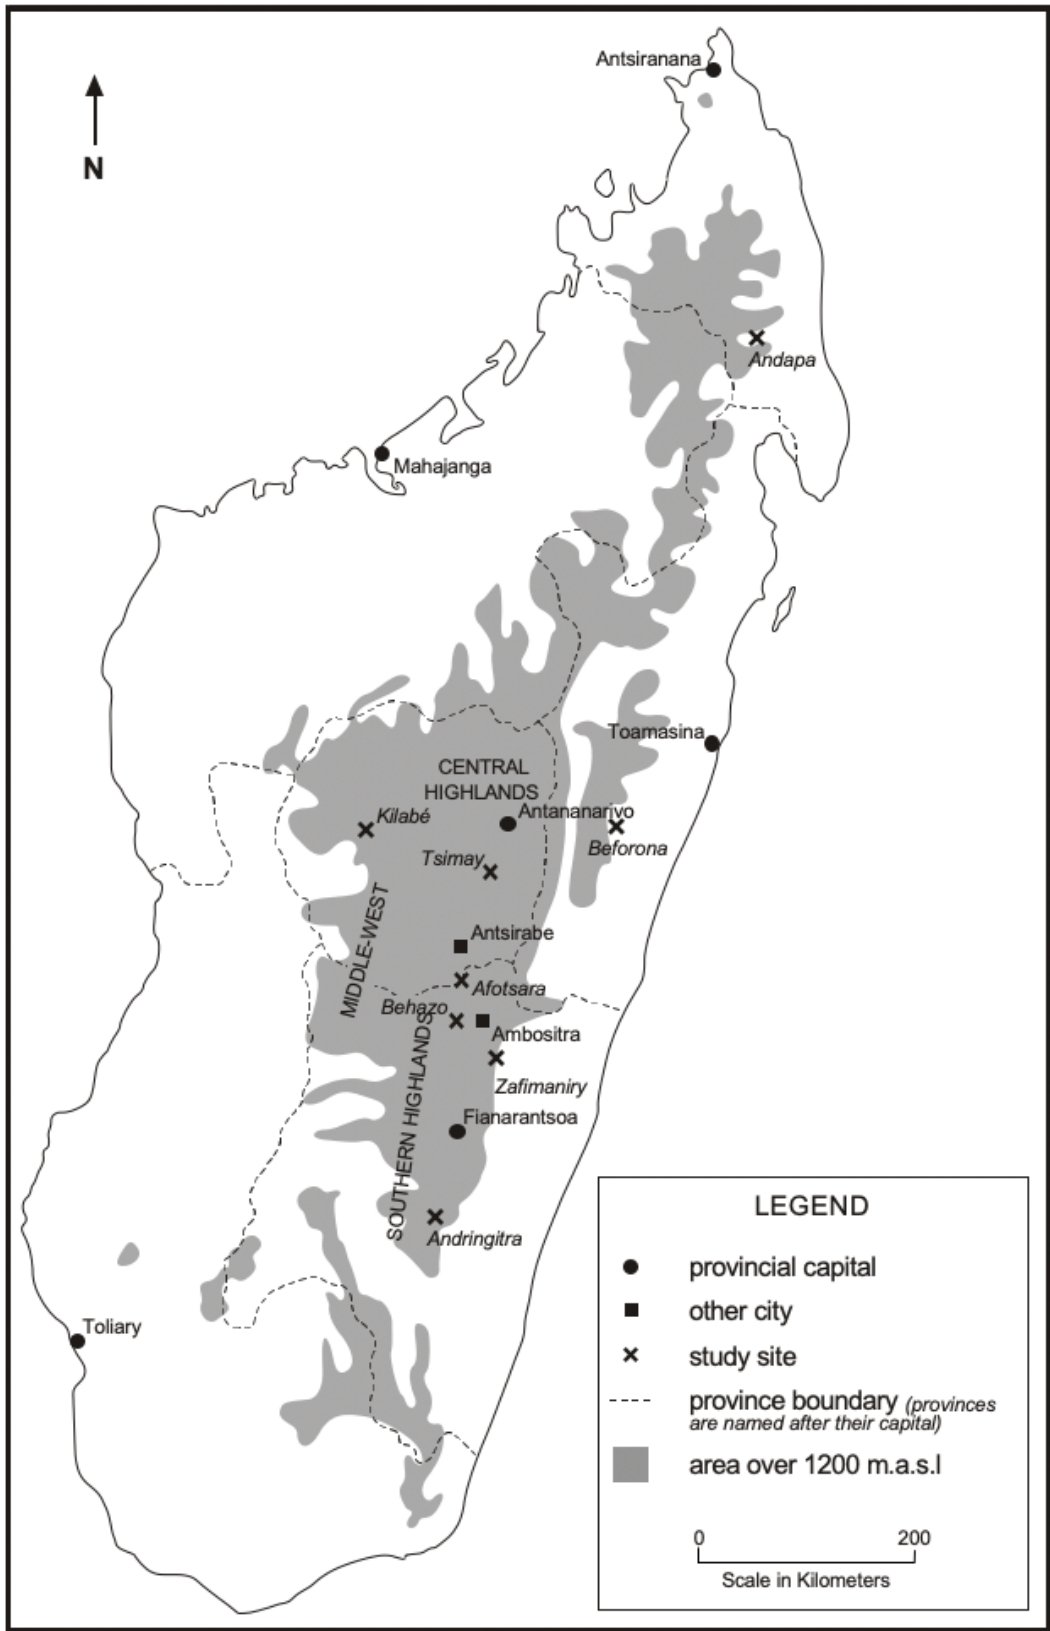 Antsiranana
N
Andapa
Mahajanga
Toamasina
CENTRAL
HIGHLANDS
Antananarivo
Kilabé
Beforona
Tsimay
MIDDLE-WEST
Antsirabe
Afotsara
Behazo
Ambositra
SOUTHERN HIGHLANDS
Zafimaniry
Fianarantsoa
Andringitra
Toliary
LEGEND
provincial capital
other city
study site
province boundary (provinces
are named after their capital)
area over 1200 m.a.s.l
0 200
Scale in Kilometers